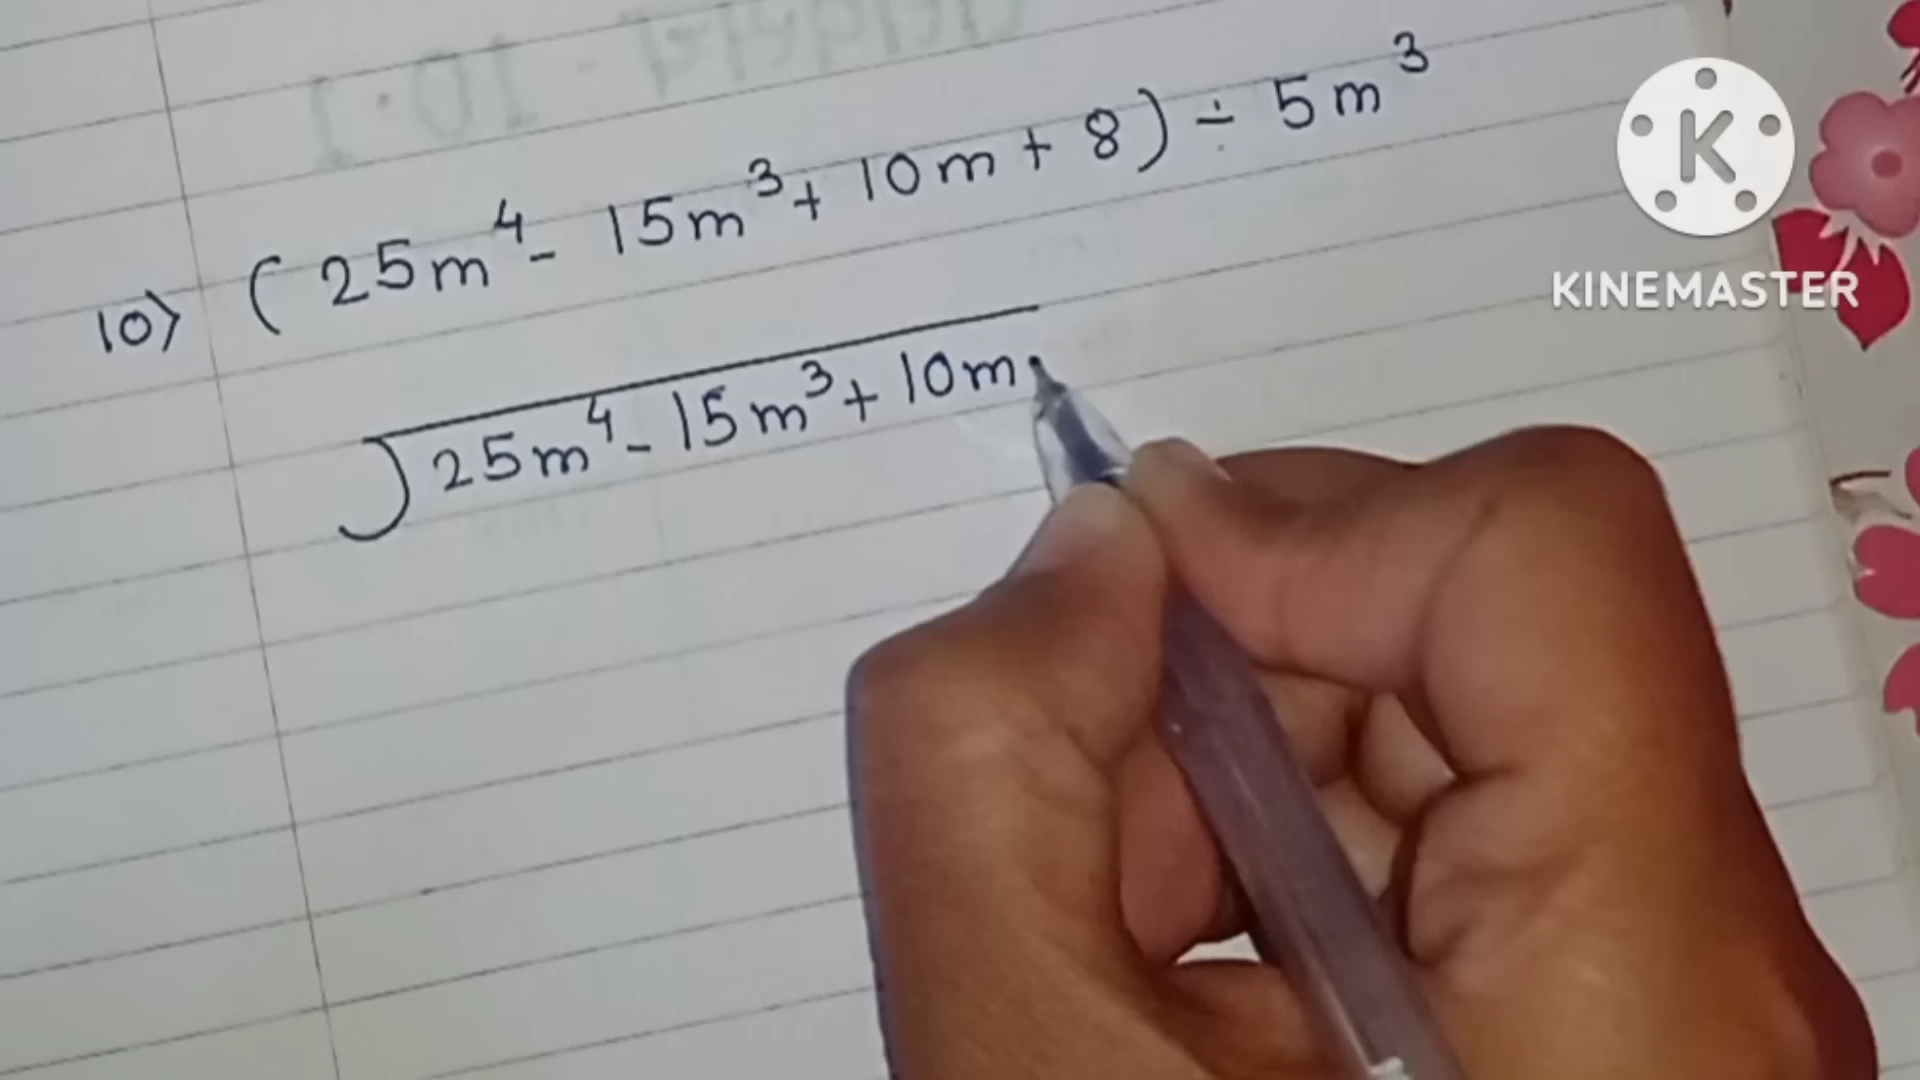 10) (25m⁴ - 15m³ + 10m + 8) ÷ 5m³
25m⁴ - 15m³ + 10m
K
KINEMASTER